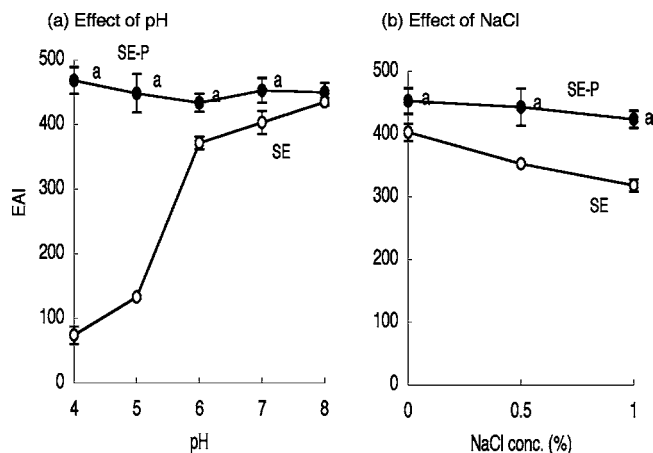 (a) Effect of pH
(b) Effect of NaCl
500
400
300
200
100
0
EAI
SE-P
a
a
a
a
SE
4
5
6
7
8
pH
500
400
300
200
100
0
SE-P
a
a
a
SE
0
0.5
1
NaCl conc. (%)